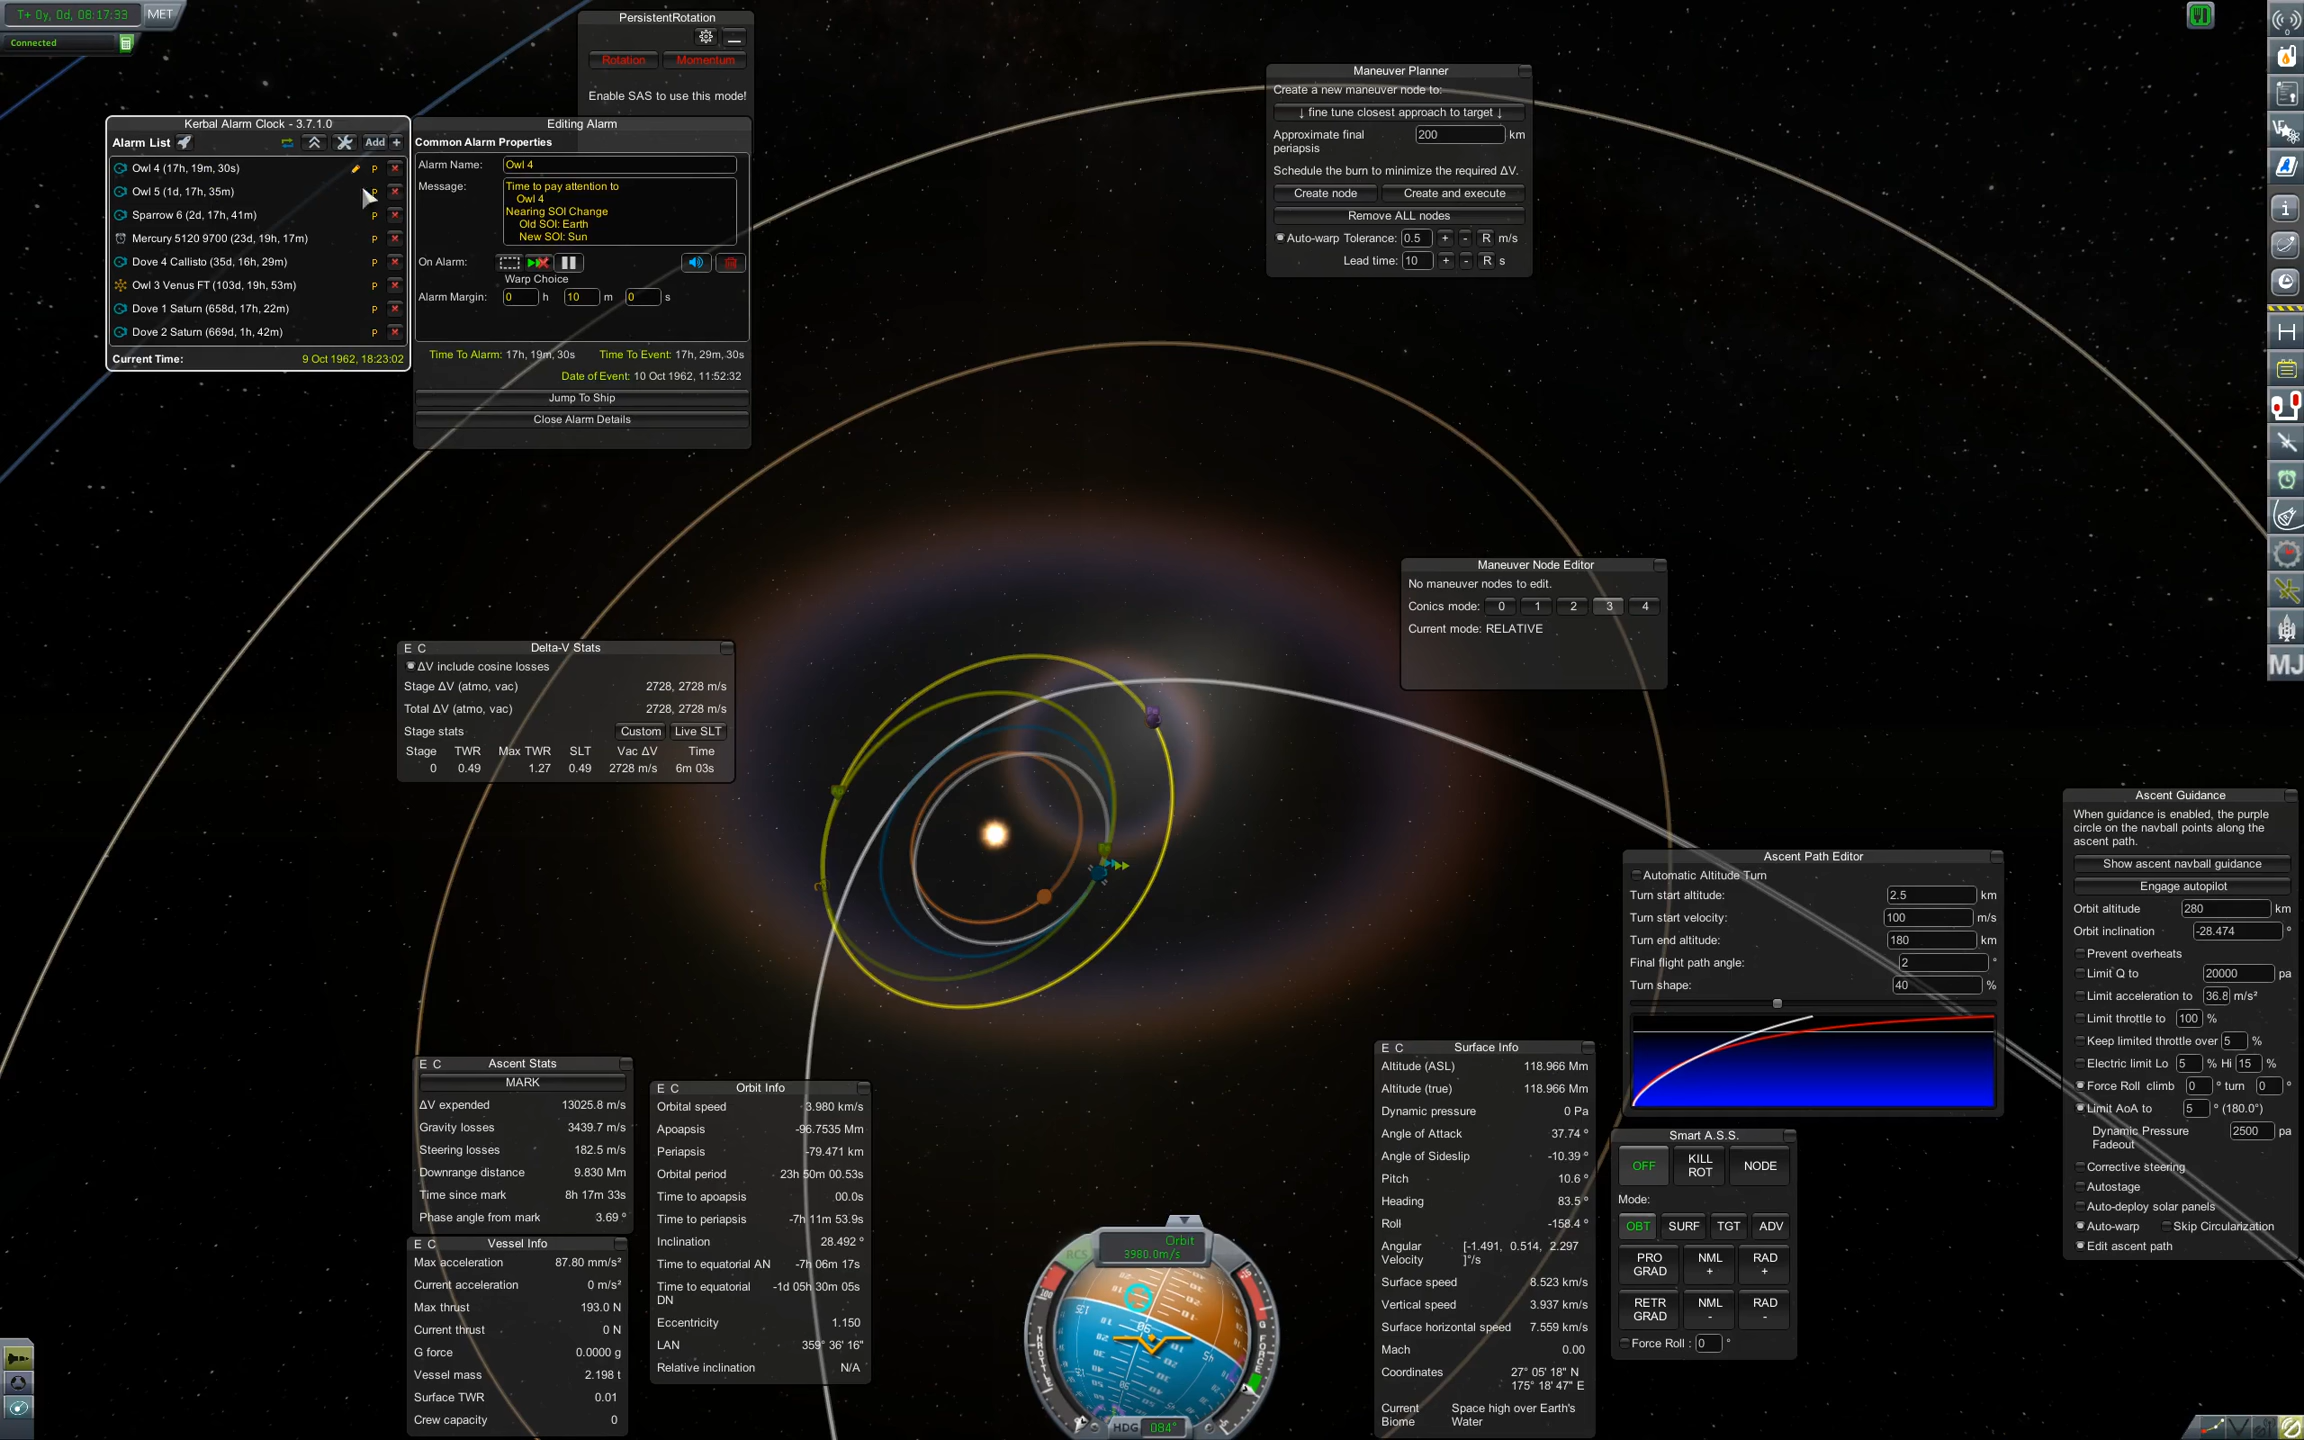 T+ 0y, 0d, 08:17:33 MET
Connected
PersistentRotation
Rotation Momentum
Enable SAS to use this mode!
Kerbal Alarm Clock - 3.7.1.0
Alarm List Add +
Owl 4 (17h, 19m, 30s) P
Owl 5 (1d, 17h, 35m) P
Sparrow 6 (2d, 17h, 41m) P
Mercury 5120 9700 (23d, 19h, 17m) P
Dove 4 Callisto (35d, 16h, 29m) P
Owl 3 Venus FT (103d, 19h, 53m) P
Dove 1 Saturn (658d, 17h, 22m) P
Dove 2 Saturn (669d, 1h, 42m) P
Current Time: 9 Oct 1962, 18:23:02
Editing Alarm
Common Alarm Properties
Alarm Name: Owl 4
Message: Time to pay attention to
Owl 4
Nearing SOI Change
Old SOI: Earth
New SOI: Sun
On Alarm:
Warp Choice
Alarm Margin: 0 h 10 m 0 s
Time To Alarm: 17h, 19m, 30s Time To Event: 17h, 29m, 30s
Date of Event: 10 Oct 1962, 11:52:32
Jump To Ship
Close Alarm Details
Maneuver Planner
Create a new maneuver node to:
↓ fine tune closest approach to target ↓
Approximate final periapsis 200 km
Schedule the burn to minimize the required ΔV.
Create node Create and execute
Remove ALL nodes
Auto-warp Tolerance: 0.5 + - R m/s
Lead time: 10 + - R s
Maneuver Node Editor
No maneuver nodes to edit.
Conics mode: 0 1 2 3 4
Current mode: RELATIVE
E C Delta-V Stats
ΔV include cosine losses
Stage ΔV (atmo, vac) 2728, 2728 m/s
Total ΔV (atmo, vac) 2728, 2728 m/s
Stage stats Custom Live SLT
Stage TWR Max TWR SLT Vac ΔV Time
0 0.49 1.27 0.49 2728 m/s 6m 03s
Ascent Guidance
When guidance is enabled, the purple
circle on the navball points along the
ascent path.
Show ascent navball guidance
Engage autopilot
Orbit altitude 280 km
Orbit inclination -28.474 °
Prevent overheats
Limit Q to 20000 pa
Limit acceleration to 36.8 m/s²
Limit throttle to 100 %
Keep limited throttle over 5 %
Electric limit Lo 5 % Hi 15 %
Force Roll climb 0 ° turn 0 °
Limit AoA to 5 ° (180.0°)
Dynamic Pressure Fadeout 2500 pa
Corrective steering
Autostage
Auto-deploy solar panels
Auto-warp Skip Circularization
Edit ascent path
Ascent Path Editor
Automatic Altitude Turn
Turn start altitude: 2.5 km
Turn start velocity: 100 m/s
Turn end altitude: 180 km
Final flight path angle: 2 °
Turn shape: 40 %
E C Ascent Stats
MARK
ΔV expended 13025.8 m/s
Gravity losses 3439.7 m/s
Steering losses 182.5 m/s
Downrange distance 9.830 Mm
Time since mark 8h 17m 33s
Phase angle from mark 3.69 °
E C Vessel Info
Max acceleration 87.80 mm/s²
Current acceleration 0 m/s²
Max thrust 193.0 N
Current thrust 0 N
G force 0.0000 g
Vessel mass 2.198 t
Surface TWR 0.01
Crew capacity 0
E C Orbit Info
Orbital speed 3.980 km/s
Apoapsis -96.7535 Mm
Periapsis -79.471 km
Orbital period 23h 50m 00.53s
Time to apoapsis 00.0s
Time to periapsis -7h 11m 53.9s
Inclination 28.492 °
Time to equatorial AN -7h 06m 17s
Time to equatorial DN -1d 05h 30m 05s
Eccentricity 1.150
LAN 359° 36' 16"
Relative inclination N/A
RCS
Orbit
3980.0m/s
THROTTLE
G FORCE
HDG 084°
E C Surface Info
Altitude (ASL) 118.966 Mm
Altitude (true) 118.966 Mm
Dynamic pressure 0 Pa
Angle of Attack 37.74 °
Angle of Sideslip -10.39 °
Pitch 10.6 °
Heading 83.5 °
Roll -158.4 °
Angular Velocity [-1.491, 0.514, 2.297 ]°/s
Surface speed 8.523 km/s
Vertical speed 3.937 km/s
Surface horizontal speed 7.559 km/s
Mach 0.00
Coordinates 27° 05' 18" N
175° 18' 47" E
Current Biome Space high over Earth's Water
Smart A.S.S.
OFF KILL ROT NODE
Mode:
OBT SURF TGT ADV
PRO GRAD NML + RAD +
RETR GRAD NML - RAD -
Force Roll : 0 °
MJ